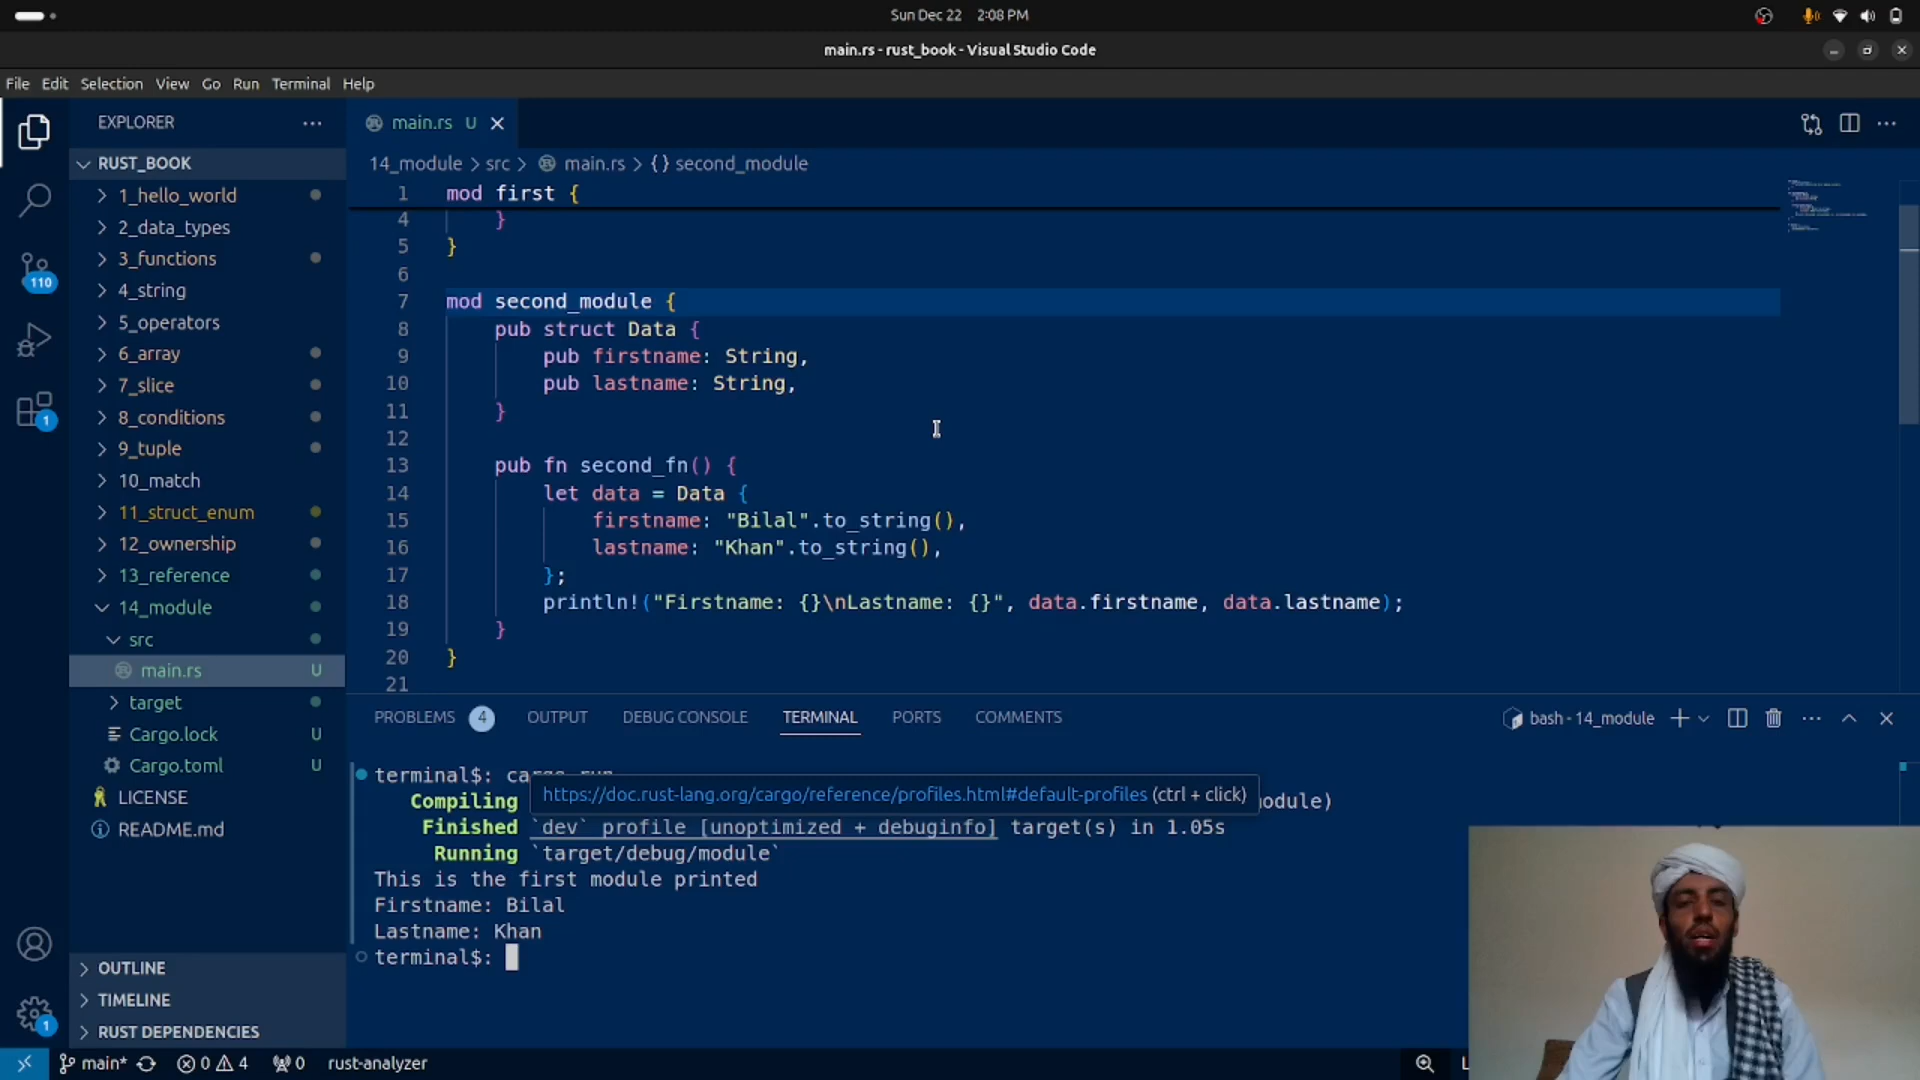 Sun Dec 22 2:08 PM
main.rs - rust_book - Visual Studio Code
File Edit Selection View Go Run Terminal Help
EXPLORER
RUST_BOOK
1_hello_world
2_data_types
3_functions
4_string
5_operators
6_array
7_slice
8_conditions
9_tuple
10_match
11_struct_enum
12_ownership
13_reference
14_module
src
main.rs U
target
Cargo.lock U
Cargo.toml U
LICENSE
README.md
OUTLINE
TIMELINE
RUST DEPENDENCIES
110
1
1
main.rs U
14_module > src > main.rs > {} second_module
1 mod first {
4 }
5 }
6
7 mod second_module {
8 pub struct Data {
9 pub firstname: String,
10 pub lastname: String,
11 }
12
13 pub fn second_fn() {
14 let data = Data {
15 firstname: "Bilal".to_string(),
16 lastname: "Khan".to_string(),
17 };
18 println!("Firstname: {}\nLastname: {}", data.firstname, data.lastname);
19 }
20 }
21
PROBLEMS 4 OUTPUT DEBUG CONSOLE TERMINAL PORTS COMMENTS
bash - 14_module
terminal$: cargo run
https://doc.rust-lang.org/cargo/reference/profiles.html#default-profiles (ctrl + click)
Compiling odule)
Finished `dev` profile [unoptimized + debuginfo] target(s) in 1.05s
Running `target/debug/module`
This is the first module printed
Firstname: Bilal
Lastname: Khan
terminal$:
main* 0 4 0 rust-analyzer